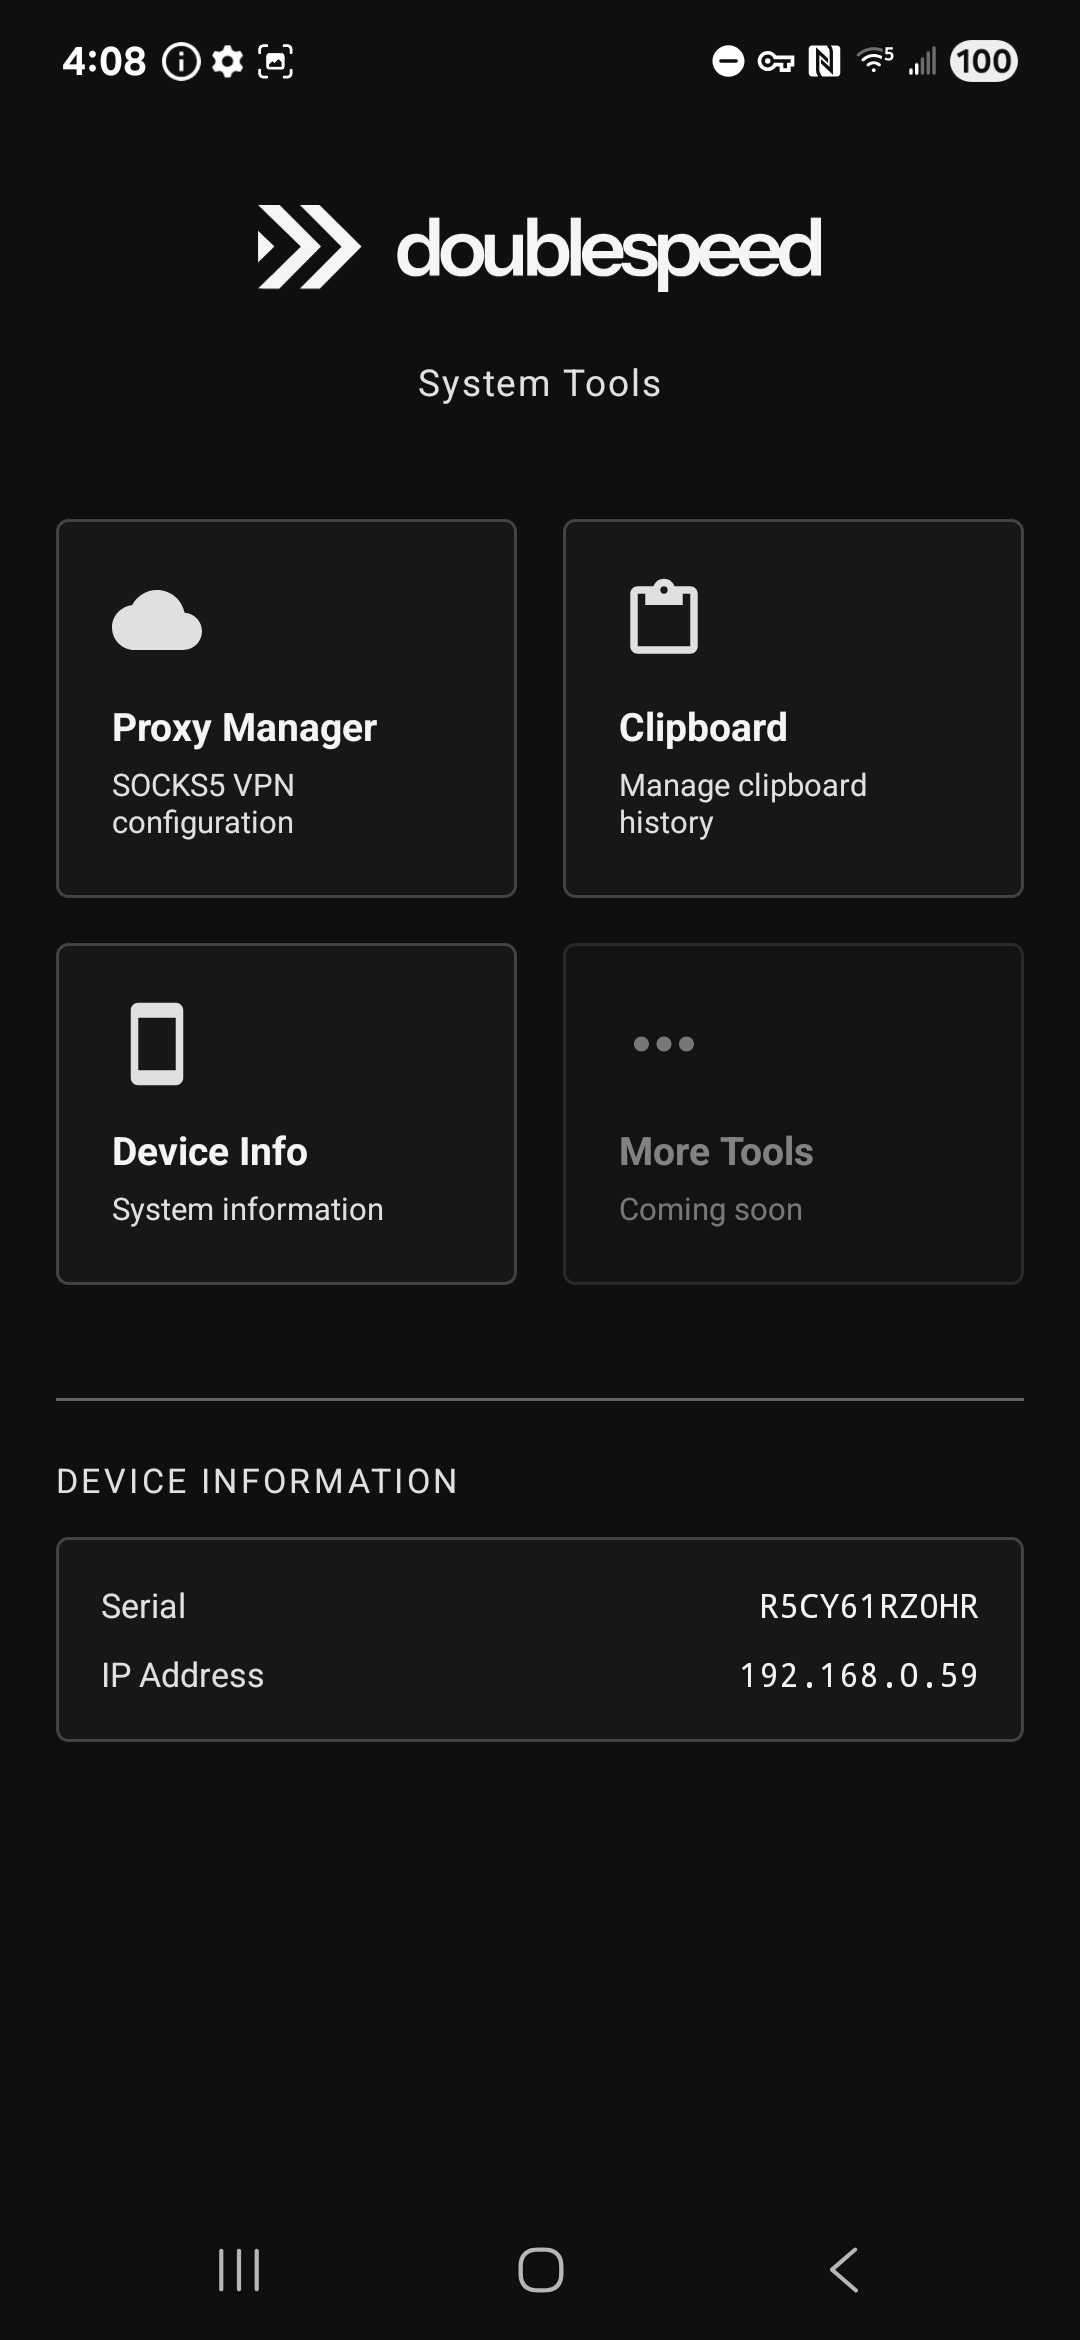 4:08
5
100
doublespeed
System Tools
Proxy Manager
SOCKS5 VPN
configuration
Clipboard
Manage clipboard
history
Device Info
System information
More Tools
Coming soon
DEVICE INFORMATION
Serial R5CY61RZ0HR
IP Address 192.168.0.59